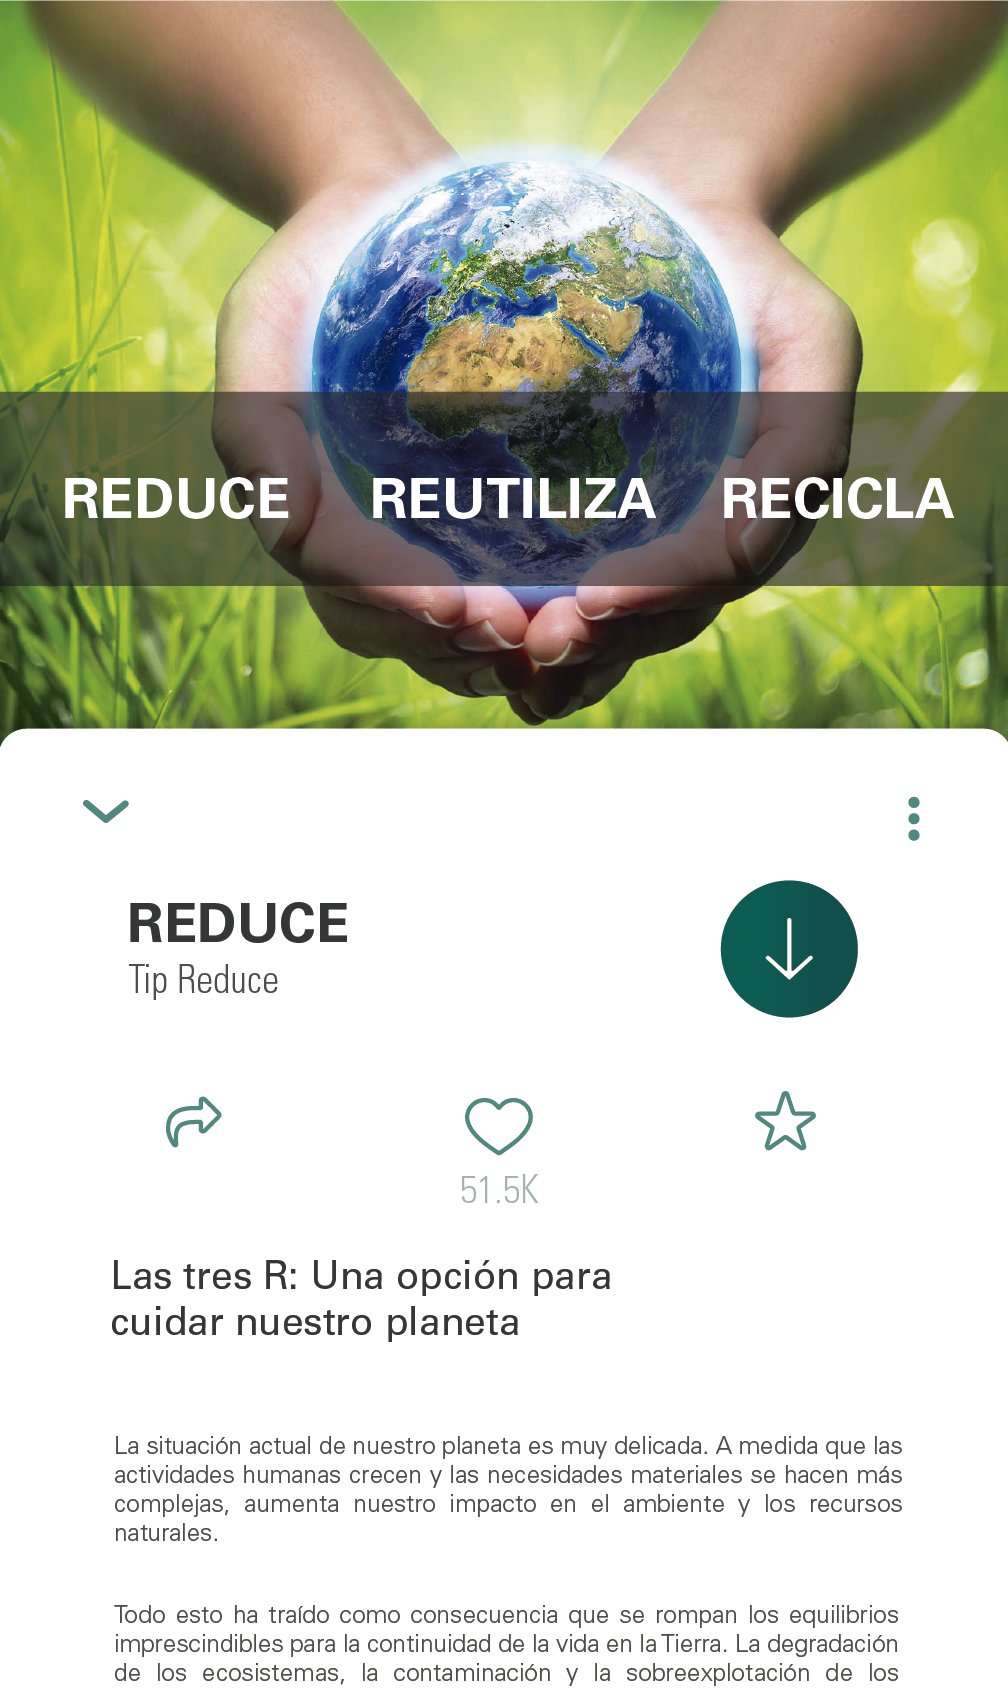 REDUCE REUTILIZA RECICLA
REDUCE
Tip Reduce
51.5K
Las tres R: Una opción para
cuidar nuestro planeta
La situación actual de nuestro planeta es muy delicada. A medida que las
actividades humanas crecen y las necesidades materiales se hacen más
complejas, aumenta nuestro impacto en el ambiente y los recursos
naturales.
Todo esto ha traído como consecuencia que se rompan los equilibrios
imprescindibles para la continuidad de la vida en la Tierra. La degradación
de los ecosistemas, la contaminación y la sobreexplotación de los